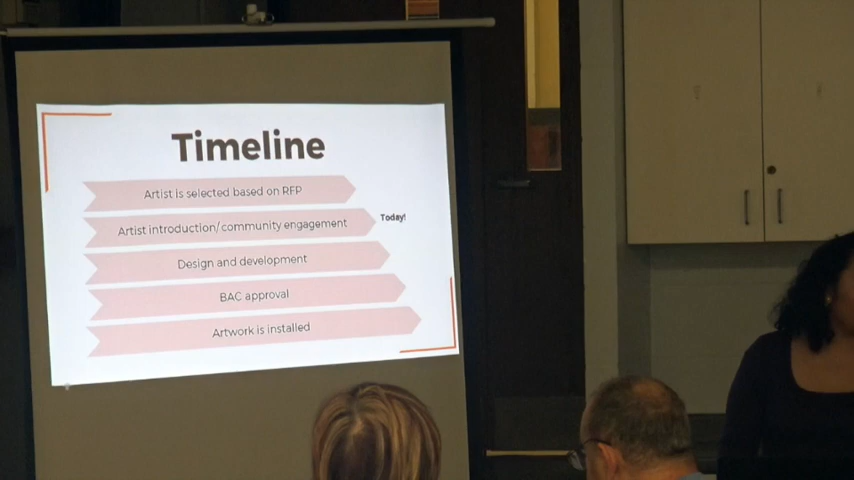 Timeline
Artist is selected based on RFP
Artist introduction/community engagement
Today!
Design and development
BAC approval
Artwork is installed